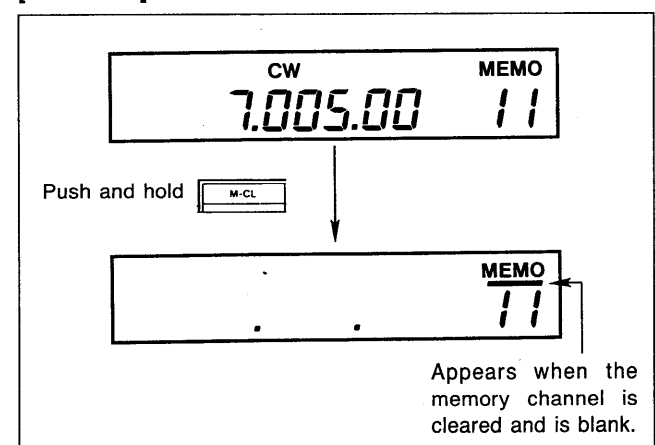 CW MEMO
7.005.00 11
Push and hold M-CL
MEMO
. . 11
Appears when the
memory channel is
cleared and is blank.